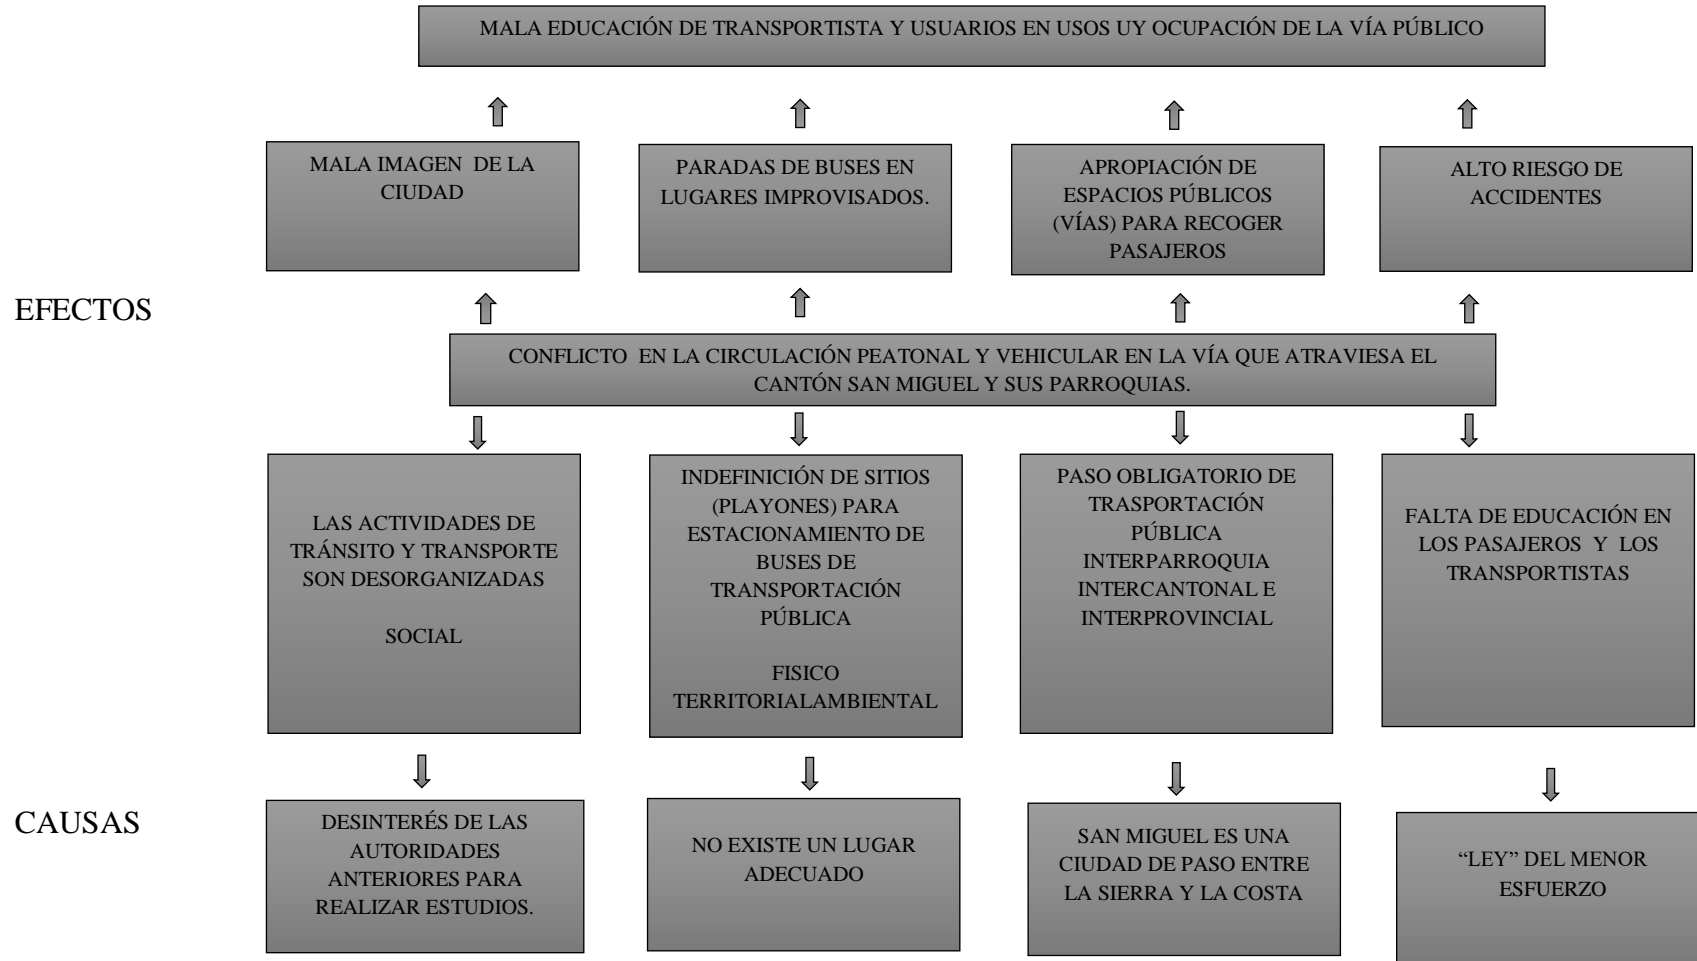 MALA EDUCACIÓN DE TRANSPORTISTA Y USUARIOS EN USOS UY OCUPACIÓN DE LA VÍA PÚBLICO
MALA IMAGEN DE LA
CIUDAD
PARADAS DE BUSES EN
LUGARES IMPROVISADOS.
APROPIACIÓN DE
ESPACIOS PÚBLICOS
(VÍAS) PARA RECOGER
PASAJEROS
ALTO RIESGO DE
ACCIDENTES
EFECTOS
CONFLICTO EN LA CIRCULACIÓN PEATONAL Y VEHICULAR EN LA VÍA QUE ATRAVIESA EL
CANTÓN SAN MIGUEL Y SUS PARROQUIAS.
LAS ACTIVIDADES DE
TRÁNSITO Y TRANSPORTE
SON DESORGANIZADAS
SOCIAL
INDEFINICIÓN DE SITIOS
(PLAYONES) PARA
ESTACIONAMIENTO DE
BUSES DE
TRANSPORTACIÓN
PÚBLICA
FISICO
TERRITORIALAMBIENTAL
PASO OBLIGATORIO DE
TRASPORTACIÓN
PÚBLICA
INTERPARROQUIA
INTERCANTONAL E
INTERPROVINCIAL
FALTA DE EDUCACIÓN EN
LOS PASAJEROS Y LOS
TRANSPORTISTAS
CAUSAS
DESINTERÉS DE LAS
AUTORIDADES
ANTERIORES PARA
REALIZAR ESTUDIOS.
NO EXISTE UN LUGAR
ADECUADO
SAN MIGUEL ES UNA
CIUDAD DE PASO ENTRE
LA SIERRA Y LA COSTA
“LEY” DEL MENOR
ESFUERZO